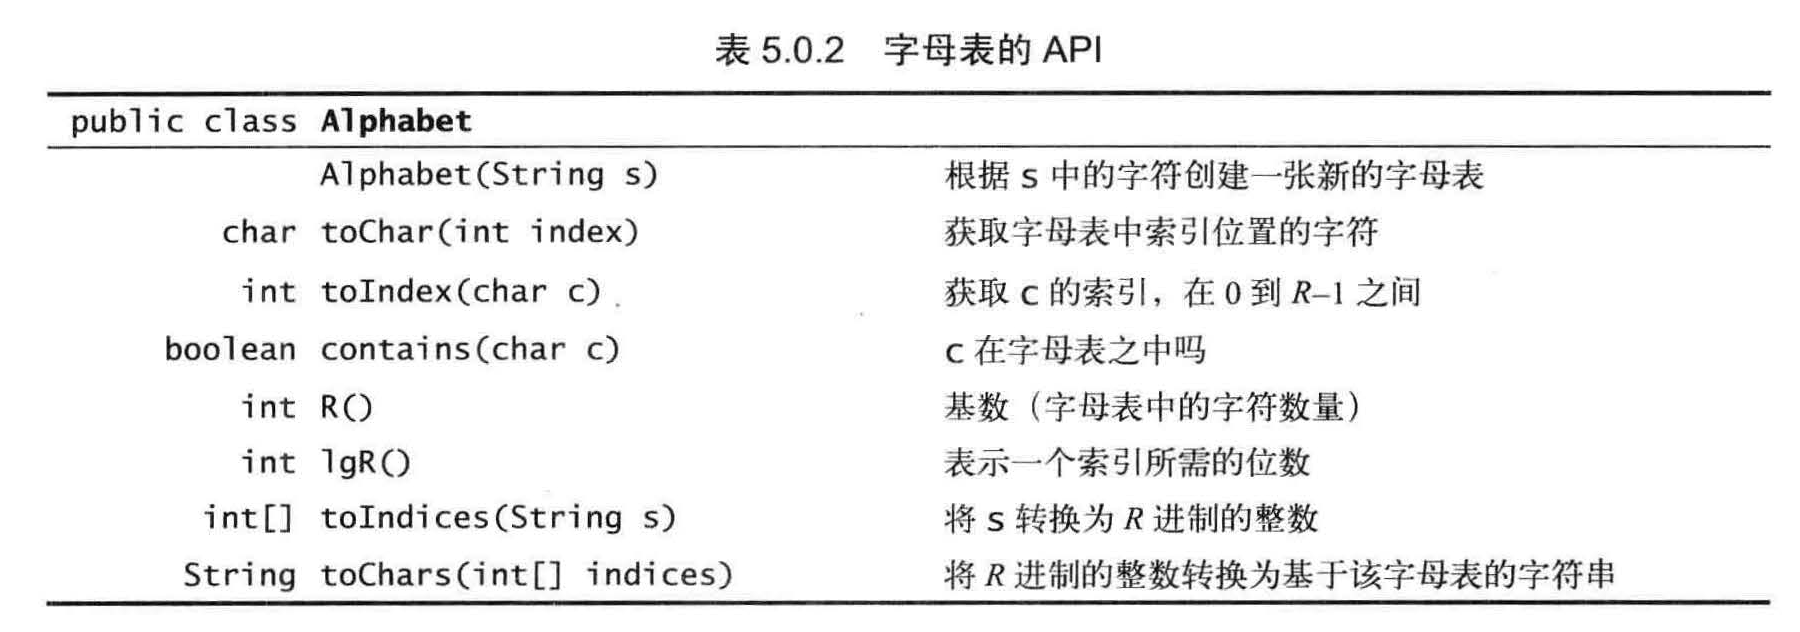 表 5.0.2 字母表的 API
public class Alphabet
Alphabet(String s) 根据 s 中的字符创建一张新的字母表
char toChar(int index) 获取字母表中索引位置的字符
int toIndex(char c) 获取 c 的索引，在 0 到 R–1 之间
boolean contains(char c) c 在字母表之中吗
int R() 基数（字母表中的字符数量）
int lgR() 表示一个索引所需的位数
int[] toIndices(String s) 将 s 转换为 R 进制的整数
String toChars(int[] indices) 将 R 进制的整数转换为基于该字母表的字符串